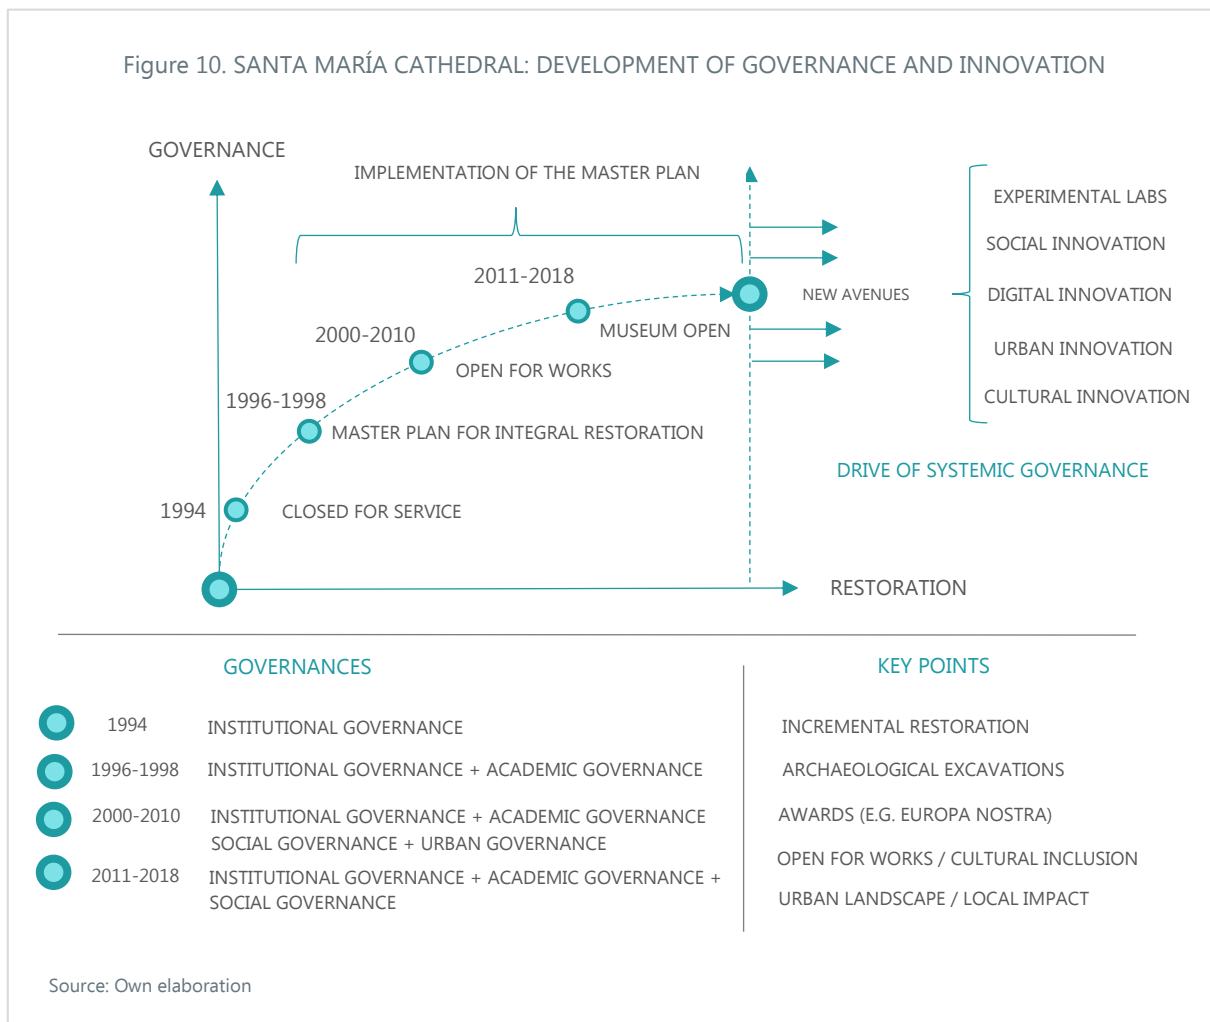 Figure 10. SANTA MARÍA CATHEDRAL: DEVELOPMENT OF GOVERNANCE AND INNOVATION
GOVERNANCE
IMPLEMENTATION OF THE MASTER PLAN
EXPERIMENTAL LABS
SOCIAL INNOVATION
2011-2018
NEW AVENUES
DIGITAL INNOVATION
2000-2010
MUSEUM OPEN
URBAN INNOVATION
OPEN FOR WORKS
CULTURAL INNOVATION
1996-1998
MASTER PLAN FOR INTEGRAL RESTORATION
DRIVE OF SYSTEMIC GOVERNANCE
1994
CLOSED FOR SERVICE
RESTORATION
GOVERNANCES
1994 INSTITUTIONAL GOVERNANCE
1996-1998 INSTITUTIONAL GOVERNANCE + ACADEMIC GOVERNANCE
2000-2010 INSTITUTIONAL GOVERNANCE + ACADEMIC GOVERNANCE
SOCIAL GOVERNANCE + URBAN GOVERNANCE
2011-2018 INSTITUTIONAL GOVERNANCE + ACADEMIC GOVERNANCE +
SOCIAL GOVERNANCE
KEY POINTS
INCREMENTAL RESTORATION
ARCHAEOLOGICAL EXCAVATIONS
AWARDS (E.G. EUROPA NOSTRA)
OPEN FOR WORKS / CULTURAL INCLUSION
URBAN LANDSCAPE / LOCAL IMPACT
Source: Own elaboration